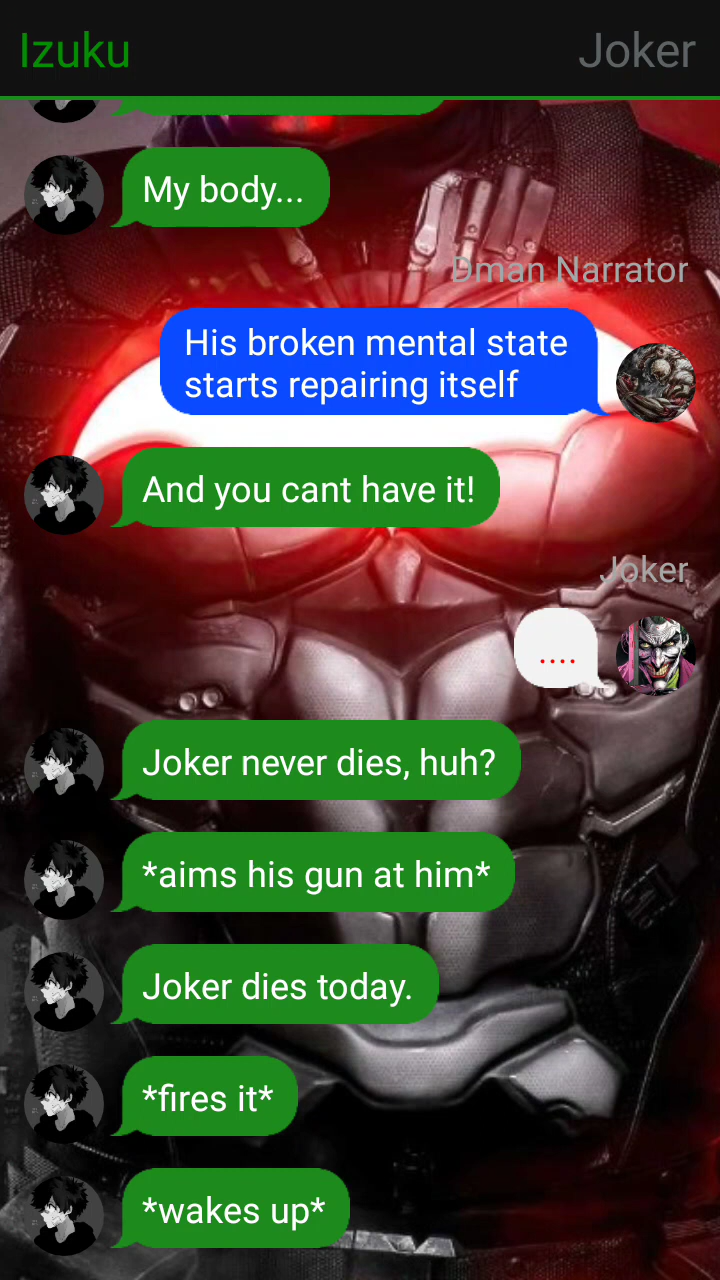 Izuku
Joker
My body...
Dman Narrator
His broken mental state
starts repairing itself
And you cant have it!
Joker
....
Joker never dies, huh?
*aims his gun at him*
Joker dies today.
*fires it*
*wakes up*